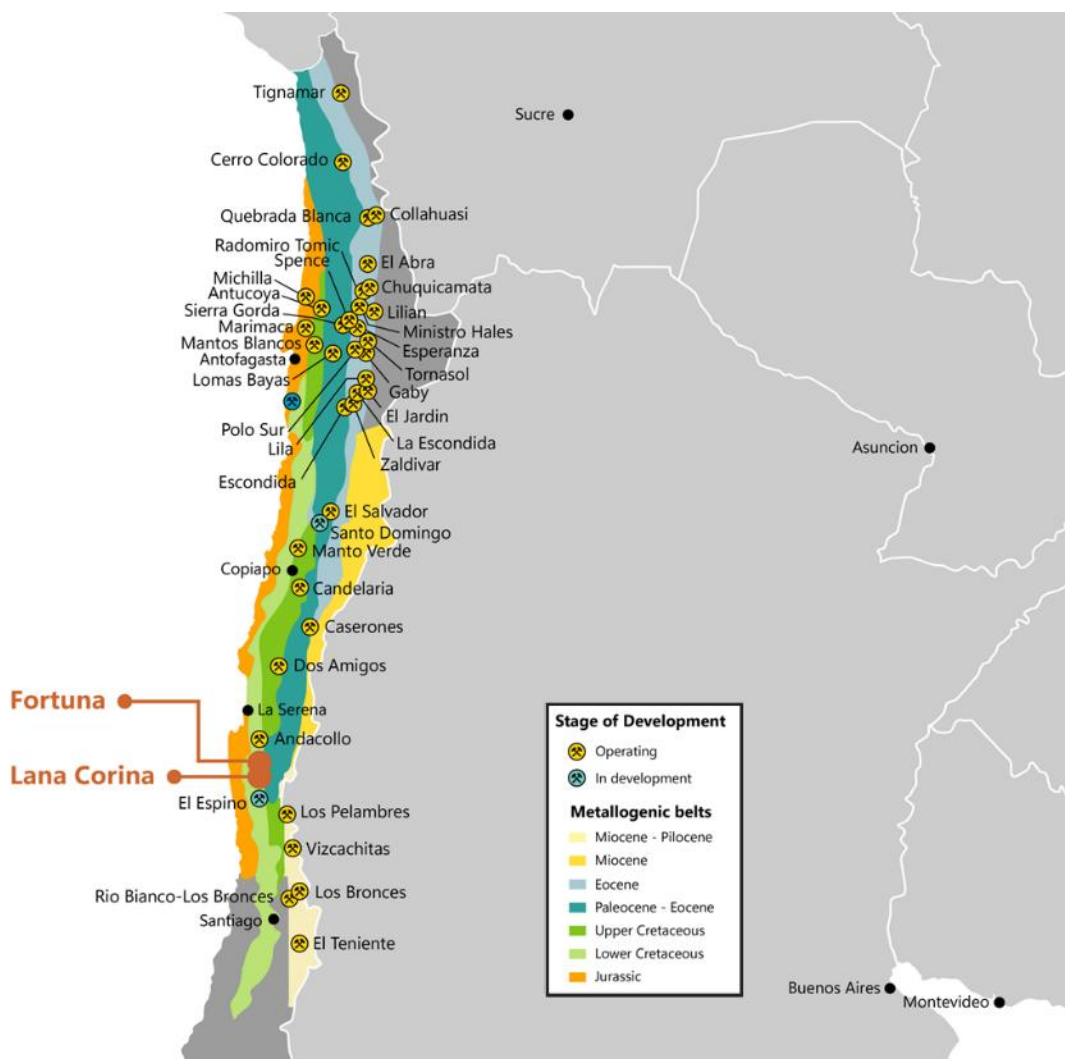 Tignamar
Sucre
Cerro Colorado
Quebrada Blanca
Collahuasi
Radomiro Tomic
Spence
El Abra
Michilla
Chuquicamata
Antucoya
Sierra Gorda
Lilian
Marimaca
Ministro Hales
Mantos Blancos
Esperanza
Antofagasta
Tornasol
Lomas Bayas
Gaby
El Jardin
Polo Sur
La Escondida
Lila
Zaldivar
Asuncion
Escondida
El Salvador
Santo Domingo
Manto Verde
Copiapo
Candelaria
Caserones
Dos Amigos
Fortuna
La Serena
Andacollo
Lana Corina
El Espino
Los Pelambres
Vizcachitas
Rio Bianco-Los Bronces
Los Bronces
Santiago
El Teniente
Stage of Development
Operating
In development
Metallogenic belts
Miocene - Pilocene
Miocene
Eocene
Paleocene - Eocene
Upper Cretaceous
Lower Cretaceous
Jurassic
Buenos Aires
Montevideo